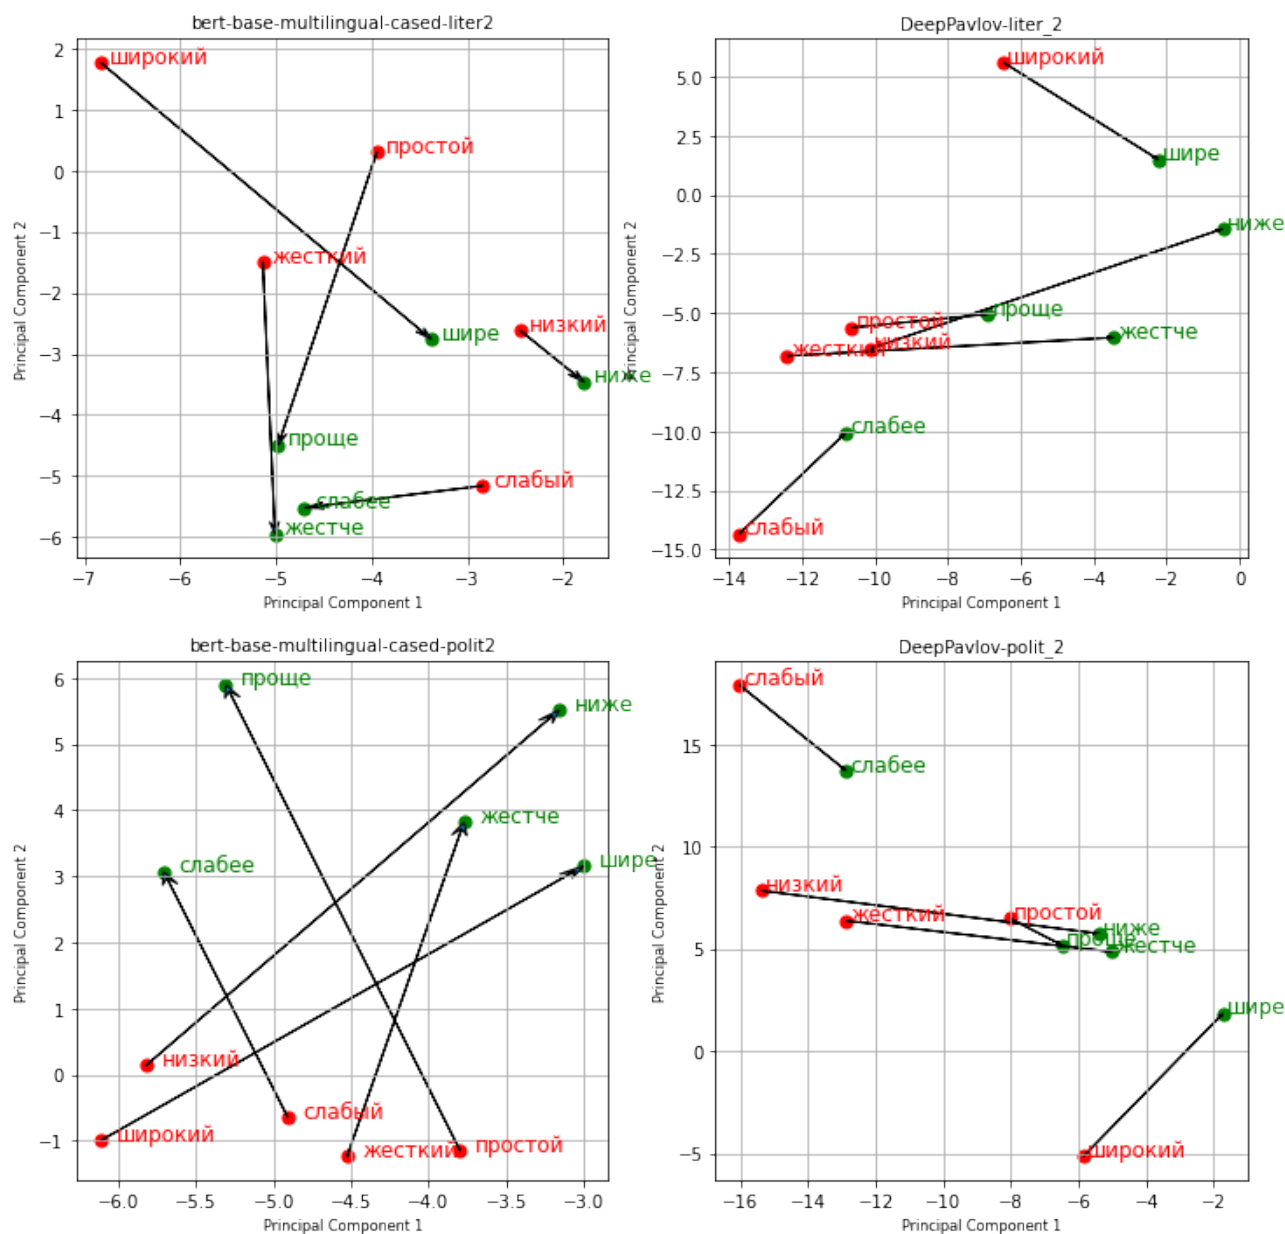 bert-base-multilingual-cased-liter2
2
1
0
−1
−2
−3
−4
−5
−6
Principal Component 2
широкий
простой
жесткий
шире
низкий
ниже
проще
слабый
слабее
жестче
−7
−6
−5
−4
−3
−2
Principal Component 1
DeepPavlov-liter_2
5.0
2.5
0.0
−2.5
−5.0
−7.5
−10.0
−12.5
−15.0
Principal Component 2
широкий
шире
ниже
проще
простой
жестче
низкий
жесткий
слабее
слабый
−14
−12
−10
−8
−6
−4
−2
0
Principal Component 1
bert-base-multilingual-cased-polit2
6
5
4
3
2
1
0
−1
Principal Component 2
проще
ниже
жестче
слабее
шире
низкий
слабый
широкий
жесткий
простой
−6.0
−5.5
−5.0
−4.5
−4.0
−3.5
−3.0
Principal Component 1
DeepPavlov-polit_2
15
10
5
0
−5
Principal Component 2
слабый
слабее
низкий
жесткий
простой
ниже
проще
жестче
шире
широкий
−16
−14
−12
−10
−8
−6
−4
−2
Principal Component 1